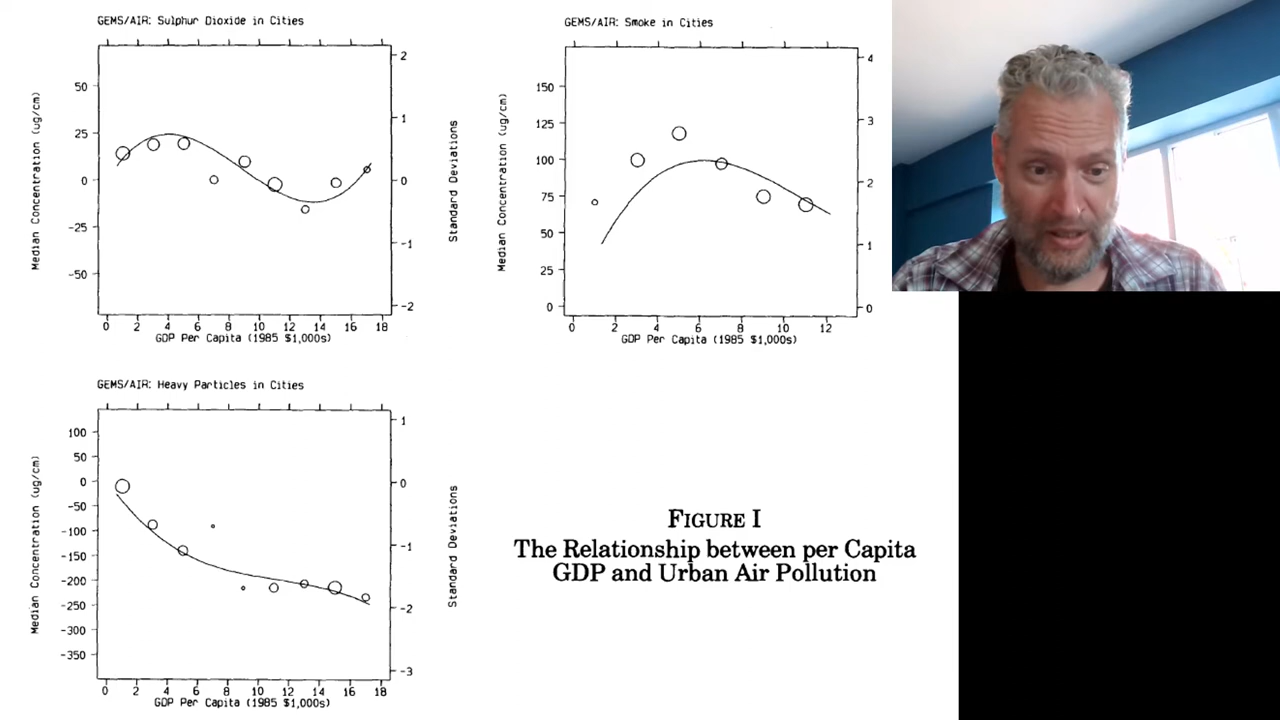 GEMS/AIR: Sulphur Dioxide in Cities
Median Concentration (ug/cm)
50
25
0
-25
-50
2
1
0
-1
-2
Standard Deviations
0 2 4 6 8 10 12 14 16 18
GDP Per Capita (1985 $1,000s)
GEMS/AIR: Smoke in Cities
Median Concentration (ug/cm)
150
125
100
75
50
25
0
4
3
2
1
0
0 2 4 6 8 10 12
GDP Per Capita (1985 $1,000s)
GEMS/AIR: Heavy Particles in Cities
Median Concentration (ug/cm)
100
50
0
-50
-100
-150
-200
-250
-300
-350
1
0
-1
-2
-3
Standard Deviations
0 2 4 6 8 10 12 14 16 18
GDP Per Capita (1985 $1,000s)
FIGURE I
The Relationship between per Capita
GDP and Urban Air Pollution